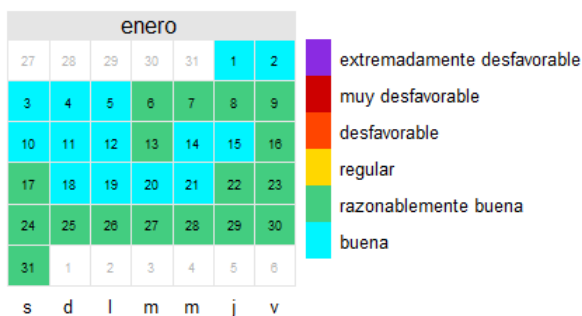 enero
27 28 29 30 31 1 2
3 4 5 6 7 8 9
10 11 12 13 14 15 16
17 18 19 20 21 22 23
24 25 26 27 28 29 30
31 1 2 3 4 5 6
s d l m m j v
extremadamente desfavorable
muy desfavorable
desfavorable
regular
razonablemente buena
buena